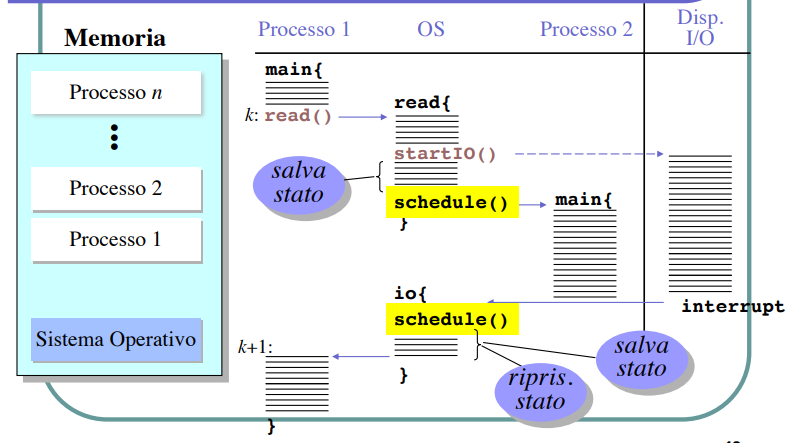 Memoria
Processo n
Processo 2
Processo 1
Sistema Operativo
Processo 1
OS
Processo 2
Disp.
I/O
main{
k: read()
read{
startIO()
salva
stato
schedule()
}
main{
io{
interrupt
schedule()
k+1:
}
salva
stato
ripris.
stato
}